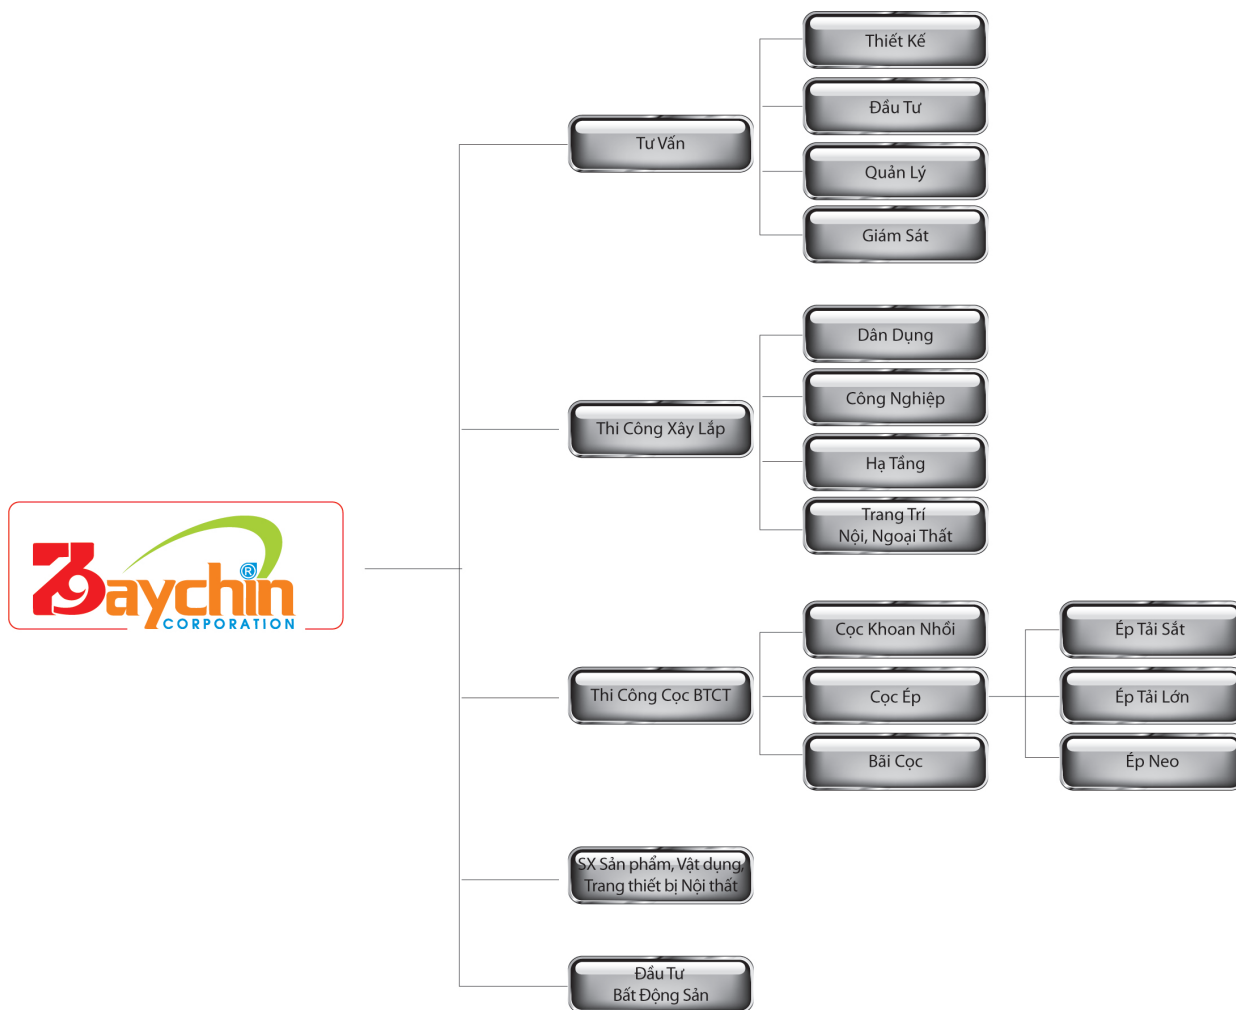 79
Baychin
®
CORPORATION
Tư Vấn
Thiết Kế
Đầu Tư
Quản Lý
Giám Sát
Thi Công Xây Lắp
Dân Dụng
Công Nghiệp
Hạ Tầng
Trang Trí
Nội, Ngoại Thất
Thi Công Cọc BTCT
Cọc Khoan Nhồi
Cọc Ép
Bãi Cọc
Ép Tải Sắt
Ép Tải Lớn
Ép Neo
SX Sản phẩm, Vật dụng,
Trang thiết bị Nội thất
Đầu Tư
Bất Động Sản